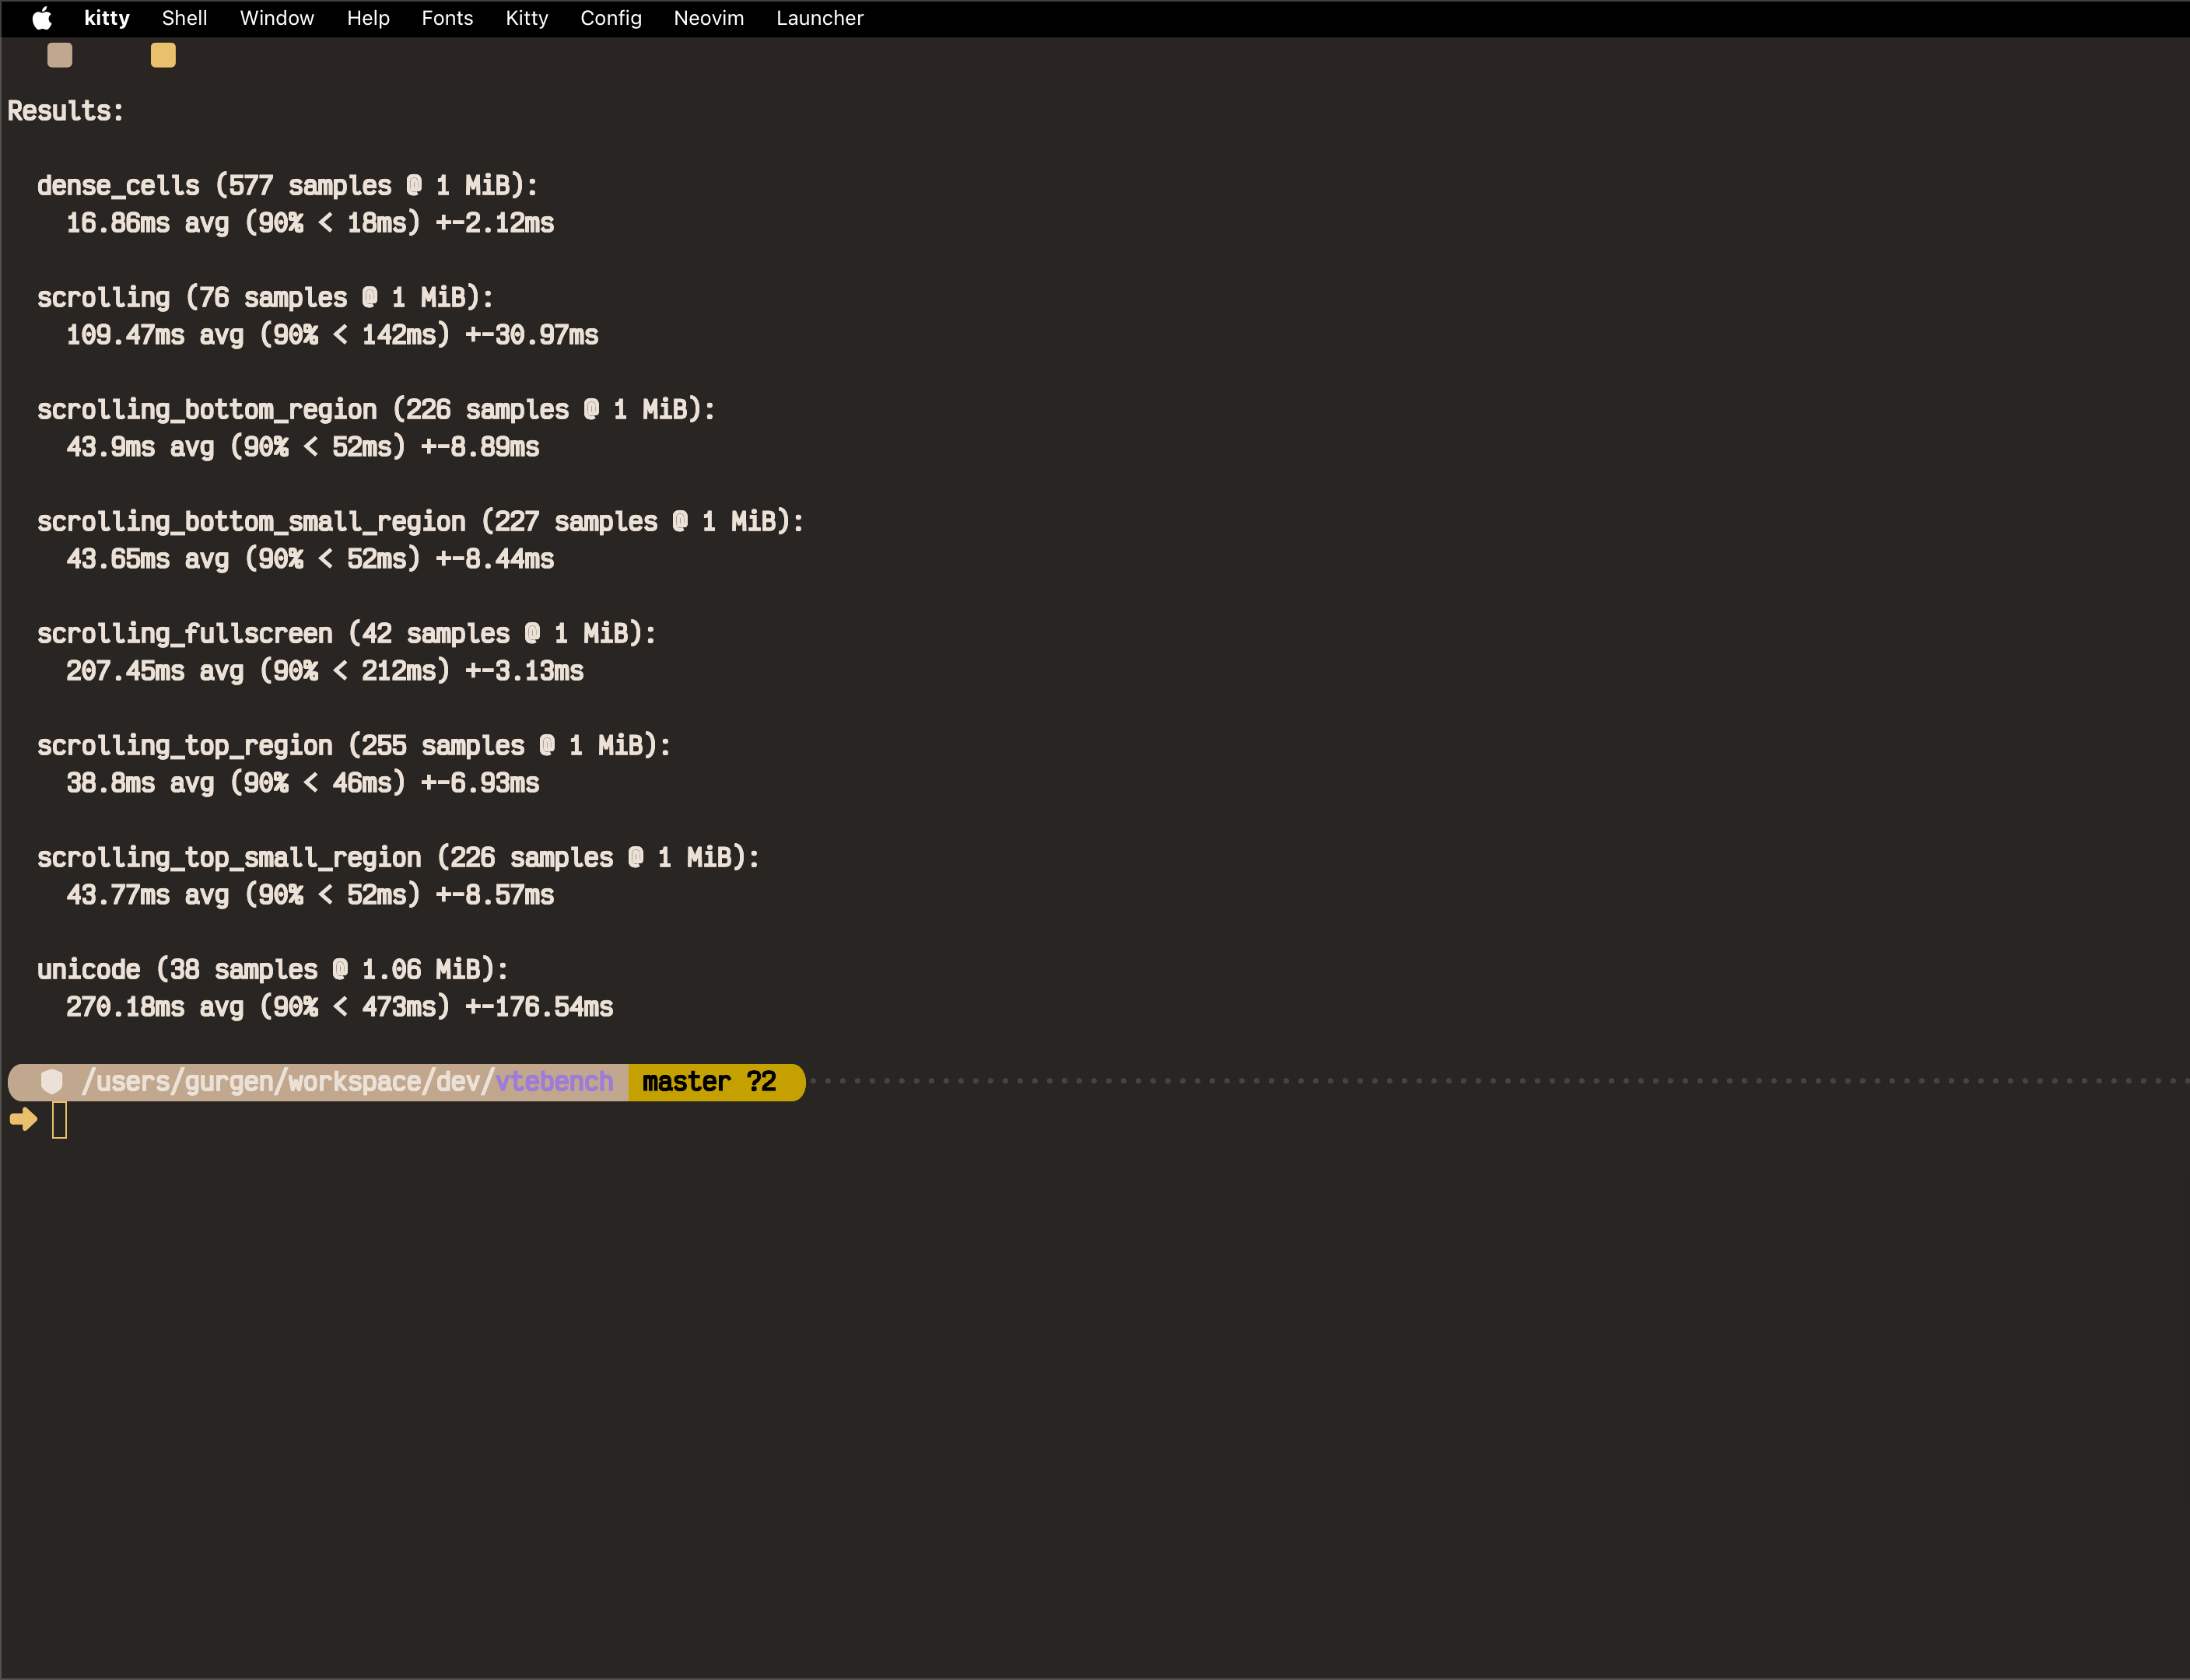 kitty Shell Window Help Fonts Kitty Config Neovim Launcher
Results:
dense_cells (577 samples @ 1 MiB):
16.86ms avg (90% < 18ms) +-2.12ms
scrolling (76 samples @ 1 MiB):
109.47ms avg (90% < 142ms) +-30.97ms
scrolling_bottom_region (226 samples @ 1 MiB):
43.9ms avg (90% < 52ms) +-8.89ms
scrolling_bottom_small_region (227 samples @ 1 MiB):
43.65ms avg (90% < 52ms) +-8.44ms
scrolling_fullscreen (42 samples @ 1 MiB):
207.45ms avg (90% < 212ms) +-3.13ms
scrolling_top_region (255 samples @ 1 MiB):
38.8ms avg (90% < 46ms) +-6.93ms
scrolling_top_small_region (226 samples @ 1 MiB):
43.77ms avg (90% < 52ms) +-8.57ms
unicode (38 samples @ 1.06 MiB):
270.18ms avg (90% < 473ms) +-176.54ms
/users/gurgen/workspace/dev/vtebench master ?2